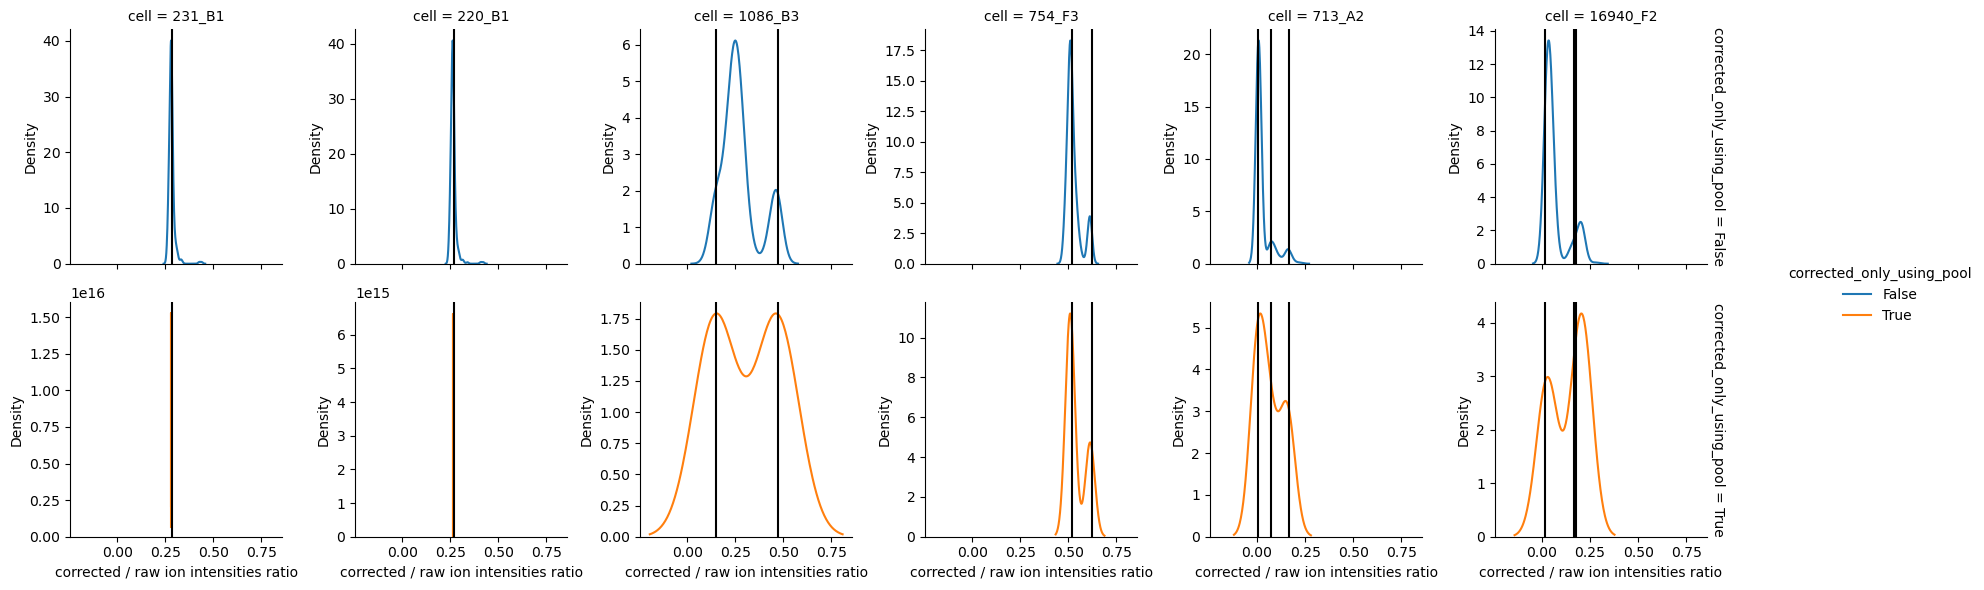 cell = 231_B1
cell = 220_B1
cell = 1086_B3
cell = 754_F3
cell = 713_A2
cell = 16940_F2
Density
40
30
20
10
0
Density
40
30
20
10
0
Density
6
5
4
3
2
1
0
Density
17.5
15.0
12.5
10.0
7.5
5.0
2.5
0.0
Density
20
15
10
5
0
Density
14
12
10
8
6
4
2
0
corrected_only_using_pool = False
1e16
Density
1.50
1.25
1.00
0.75
0.50
0.25
0.00
0.00 0.25 0.50 0.75
corrected / raw ion intensities ratio
1e15
Density
6
5
4
3
2
1
0
0.00 0.25 0.50 0.75
corrected / raw ion intensities ratio
Density
1.75
1.50
1.25
1.00
0.75
0.50
0.25
0.00
0.00 0.25 0.50 0.75
corrected / raw ion intensities ratio
Density
10
8
6
4
2
0
0.00 0.25 0.50 0.75
corrected / raw ion intensities ratio
Density
5
4
3
2
1
0
0.00 0.25 0.50 0.75
corrected / raw ion intensities ratio
Density
4
3
2
1
0
0.00 0.25 0.50 0.75
corrected / raw ion intensities ratio
corrected_only_using_pool = True
corrected_only_using_pool
False
True